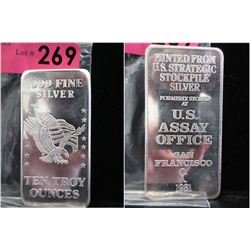 Lot # 269
.999 FINE
SILVER
TEN TROY
OUNCES
MINTED FROM
U.S. STRATEGIC
STOCKPILE
SILVER
FORMERLY STORED
AT
U.S.
ASSAY
OFFICE
SAN
FRANCISCO
1981